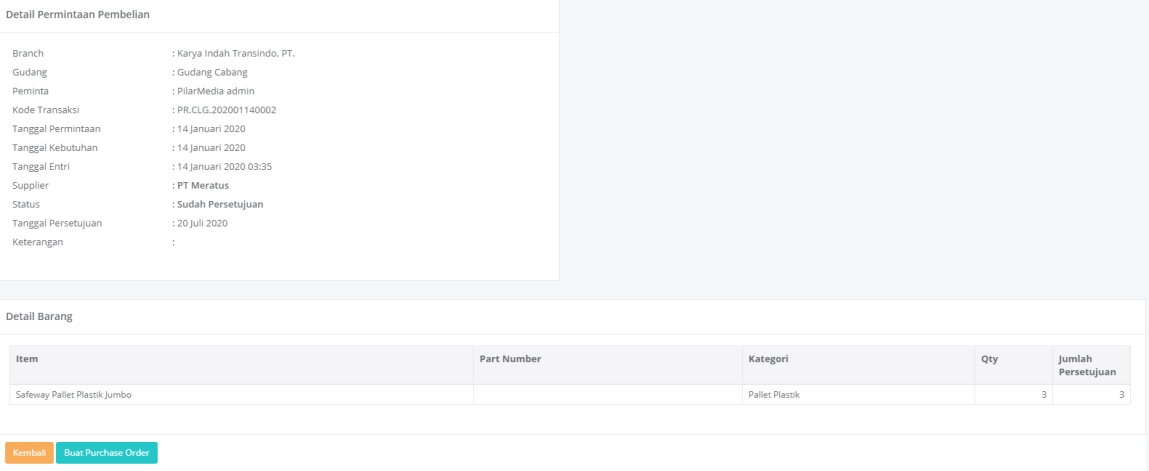 Detail Permintaan Pembelian
Branch : Karya Indah Transindo, PT.
Gudang : Gudang Cabang
Peminta : PilarMedia admin
Kode Transaksi : PR.CLG.202001140002
Tanggal Permintaan : 14 Januari 2020
Tanggal Kebutuhan : 14 Januari 2020
Tanggal Entri : 14 Januari 2020 03:35
Supplier : PT Meratus
Status : Sudah Persetujuan
Tanggal Persetujuan : 20 Juli 2020
Keterangan :
Detail Barang
Item Part Number Kategori Qty Jumlah
Persetujuan
Safeway Pallet Plastik Jumbo Pallet Plastik 3 3
Kembali Buat Purchase Order